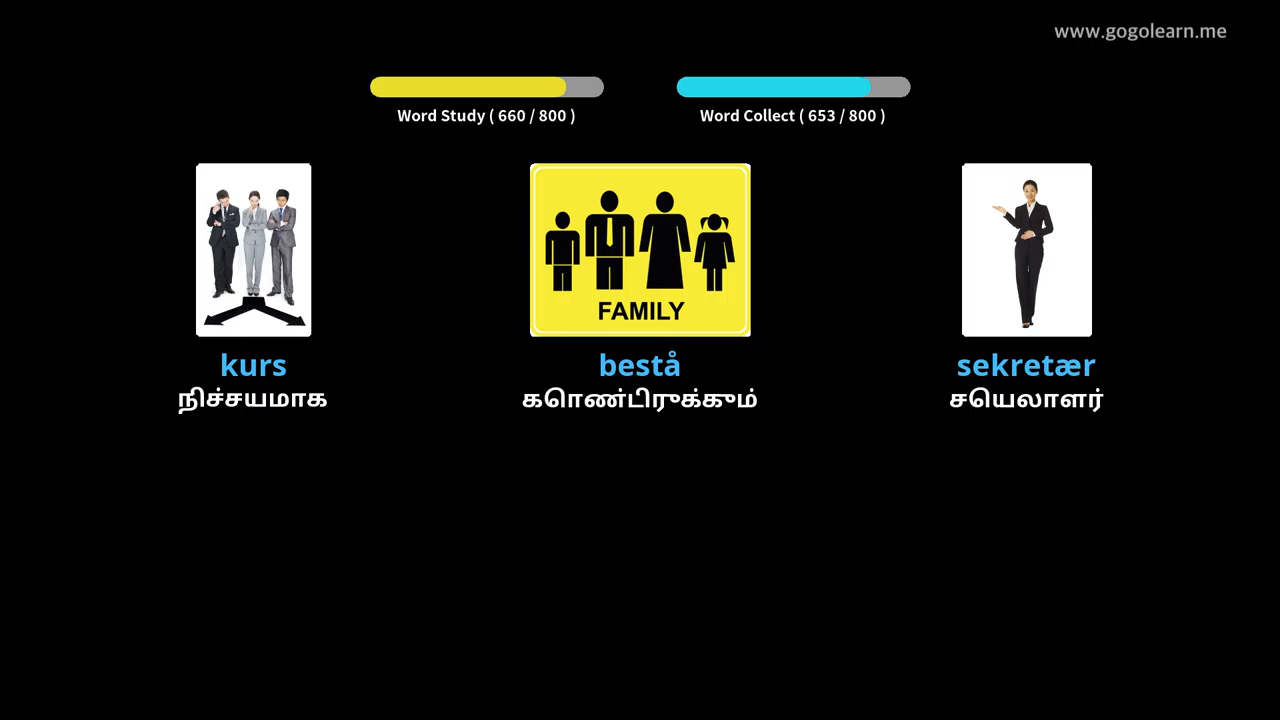 www.gogolearn.me
Word Study ( 660 / 800 )
Word Collect ( 653 / 800 )
FAMILY
kurs
bestå
sekretær
நிச்சயமாக
கொண்டிருக்கும்
செயலாளர்